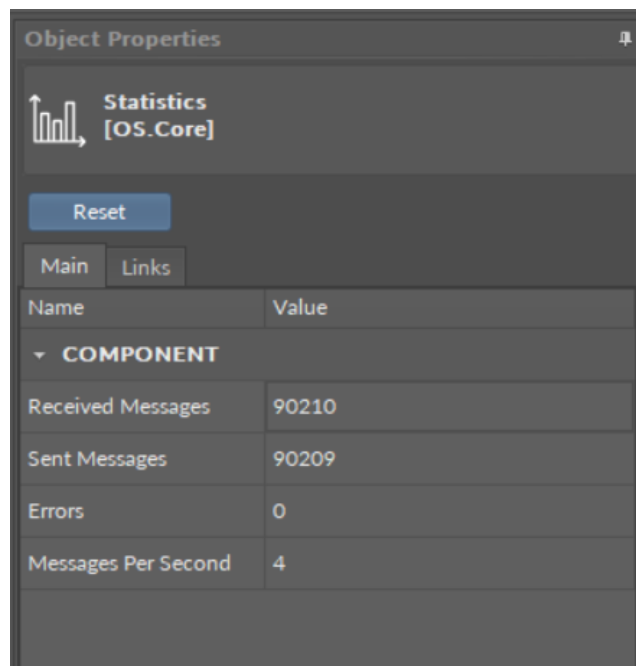 Object Properties
Statistics
[OS.Core]
Reset
Main Links
Name Value
COMPONENT
Received Messages 90210
Sent Messages 90209
Errors 0
Messages Per Second 4